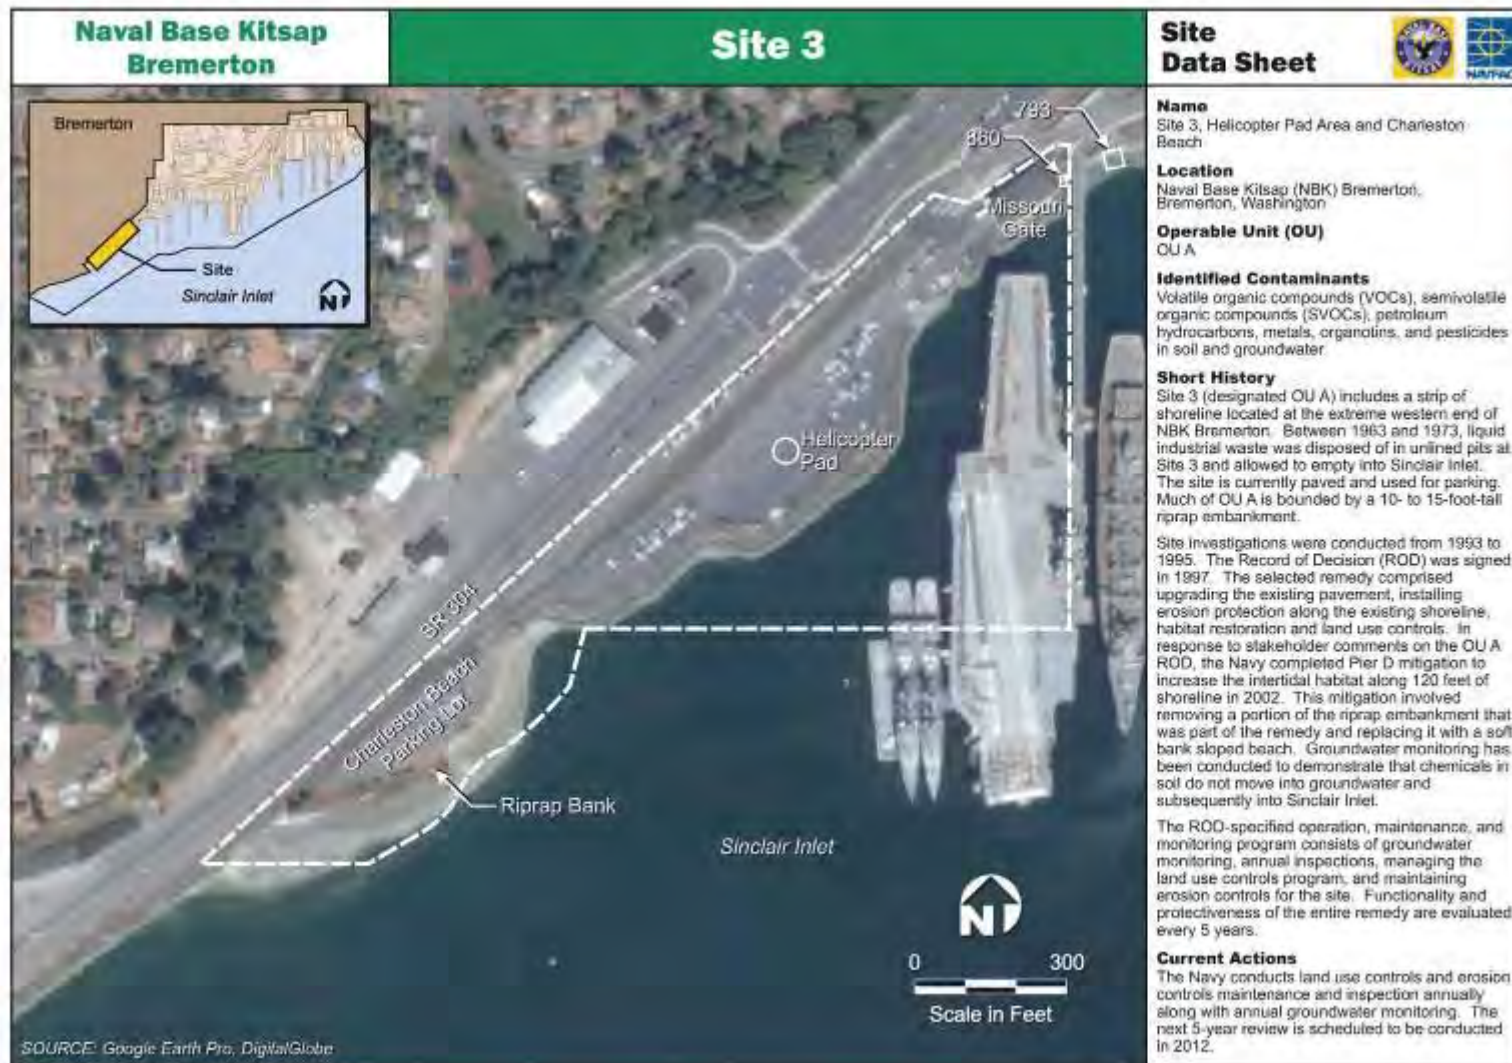 Naval Base Kitsap
Bremerton
Site 3
Site
Data Sheet
NAVFAC
Bremerton
Site
Sinclair Inlet
N
793
860
Missouri
Gate
Helicopter
Pad
SR 304
Charleston Beach
Parking Lot
Riprap Bank
Sinclair Inlet
N
0 300
Scale in Feet
SOURCE: Google Earth Pro, DigitalGlobe
Name
Site 3, Helicopter Pad Area and Charleston
Beach
Location
Naval Base Kitsap (NBK) Bremerton,
Bremerton, Washington
Operable Unit (OU)
OU A
Identified Contaminants
Volatile organic compounds (VOCs), semivolatile
organic compounds (SVOCs), petroleum
hydrocarbons, metals, organotins, and pesticides
in soil and groundwater
Short History
Site 3 (designated OU A) includes a strip of
shoreline located at the extreme western end of
NBK Bremerton. Between 1963 and 1973, liquid
industrial waste was disposed of in unlined pits at
Site 3 and allowed to empty into Sinclair Inlet.
The site is currently paved and used for parking.
Much of OU A is bounded by a 10- to 15-foot-tall
riprap embankment.
Site investigations were conducted from 1993 to
1995. The Record of Decision (ROD) was signed
in 1997. The selected remedy comprised
upgrading the existing pavement, installing
erosion protection along the existing shoreline,
habitat restoration and land use controls. In
response to stakeholder comments on the OU A
ROD, the Navy completed Pier D mitigation to
increase the intertidal habitat along 120 feet of
shoreline in 2002. This mitigation involved
removing a portion of the riprap embankment that
was part of the remedy and replacing it with a soft
bank sloped beach. Groundwater monitoring has
been conducted to demonstrate that chemicals in
soil do not move into groundwater and
subsequently into Sinclair Inlet.
The ROD-specified operation, maintenance, and
monitoring program consists of groundwater
monitoring, annual inspections, managing the
land use controls program, and maintaining
erosion controls for the site. Functionality and
protectiveness of the entire remedy are evaluated
every 5 years.
Current Actions
The Navy conducts land use controls and erosion
controls maintenance and inspection annually
along with annual groundwater monitoring. The
next 5-year review is scheduled to be conducted
in 2012.